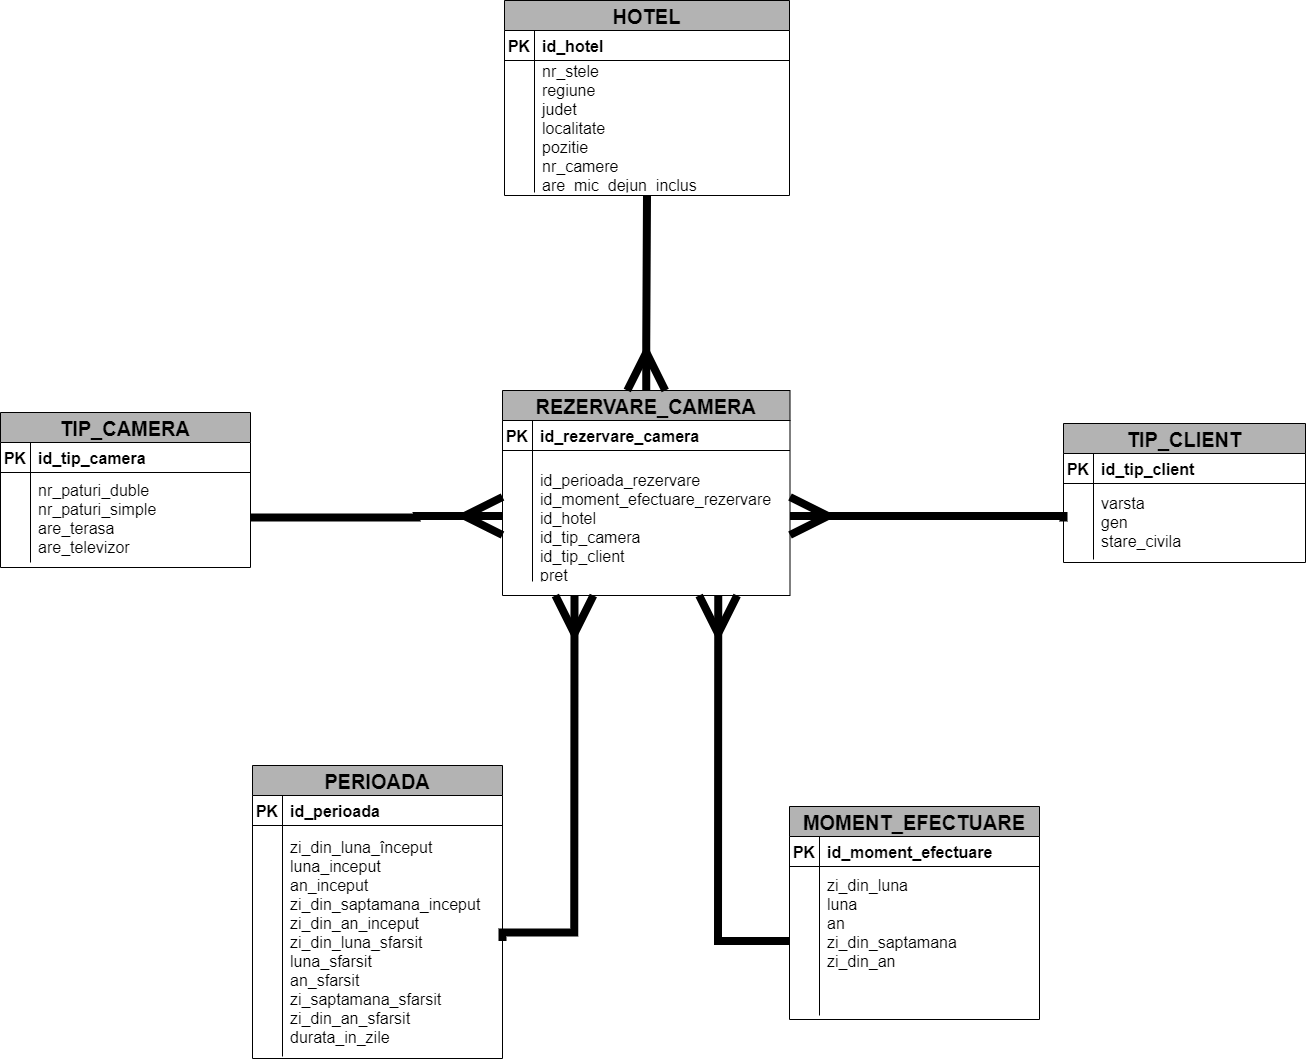 HOTEL
PK id_hotel
nr_stele
regiune
judet
localitate
pozitie
nr_camere
are_mic_dejun_inclus
REZERVARE_CAMERA
PK id_rezervare_camera
id_perioada_rezervare
id_moment_efectuare_rezervare
id_hotel
id_tip_camera
id_tip_client
pret
TIP_CAMERA
PK id_tip_camera
nr_paturi_duble
nr_paturi_simple
are_terasa
are_televizor
TIP_CLIENT
PK id_tip_client
varsta
gen
stare_civila
PERIOADA
PK id_perioada
zi_din_luna_început
luna_inceput
an_inceput
zi_din_saptamana_inceput
zi_din_an_inceput
zi_din_luna_sfarsit
luna_sfarsit
an_sfarsit
zi_saptamana_sfarsit
zi_din_an_sfarsit
durata_in_zile
MOMENT_EFECTUARE
PK id_moment_efectuare
zi_din_luna
luna
an
zi_din_saptamana
zi_din_an